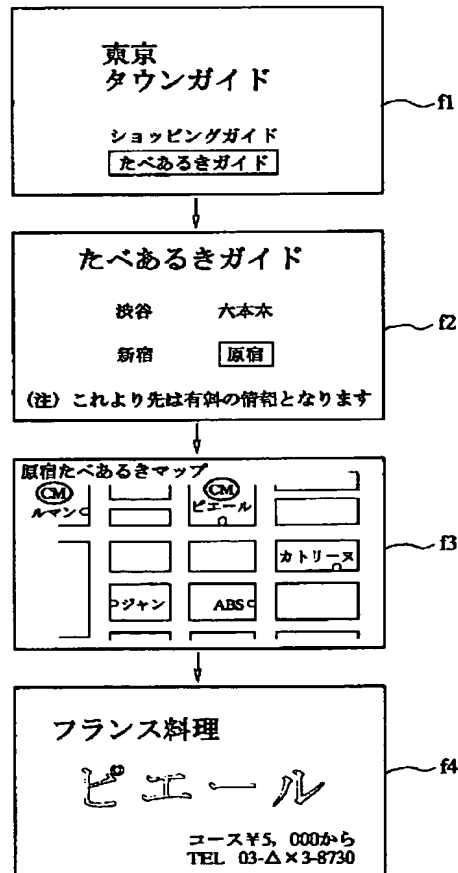 東京
タウンガイド
ショッピングガイド
たべあるきガイド
f1
たべあるきガイド
渋谷 六本木
新宿 原宿
(注) これより先は有料の情報となります
f2
原宿たべあるきマップ
CM CM
ルマン ピエール
カトリーヌ
ジャン ABS
f3
フランス料理
ピエール
コース¥5, 000から
TEL 03-△×3-8730
f4